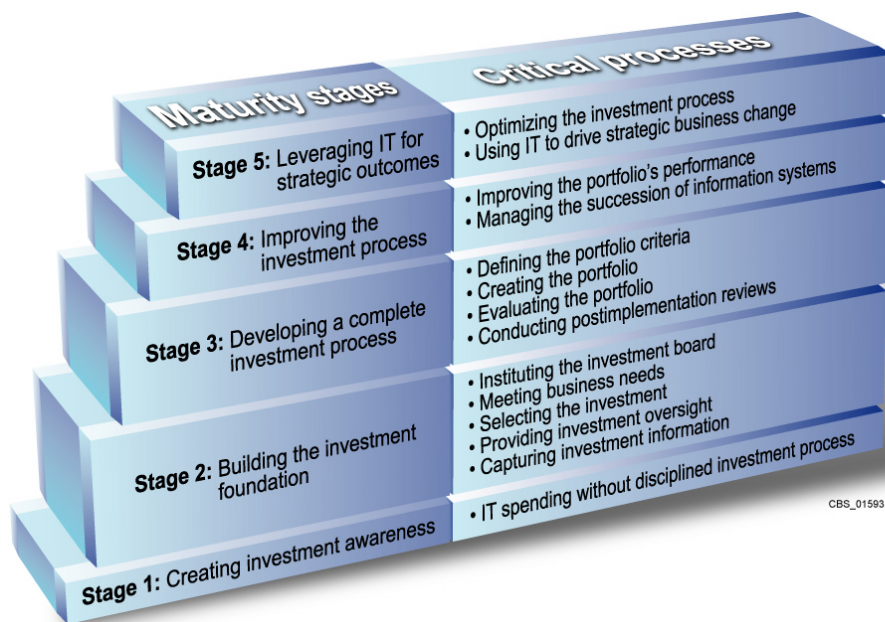 Maturity stages
Critical processes
Stage 5: Leveraging IT for
strategic outcomes
• Optimizing the investment process
• Using IT to drive strategic business change
Stage 4: Improving the
investment process
• Improving the portfolio's performance
• Managing the succession of information systems
Stage 3: Developing a complete
investment process
• Defining the portfolio criteria
• Creating the portfolio
• Evaluating the portfolio
• Conducting postimplementation reviews
Stage 2: Building the investment
foundation
• Instituting the investment board
• Meeting business needs
• Selecting the investment
• Providing investment oversight
• Capturing investment information
Stage 1: Creating investment awareness
• IT spending without disciplined investment process
CBS_01593